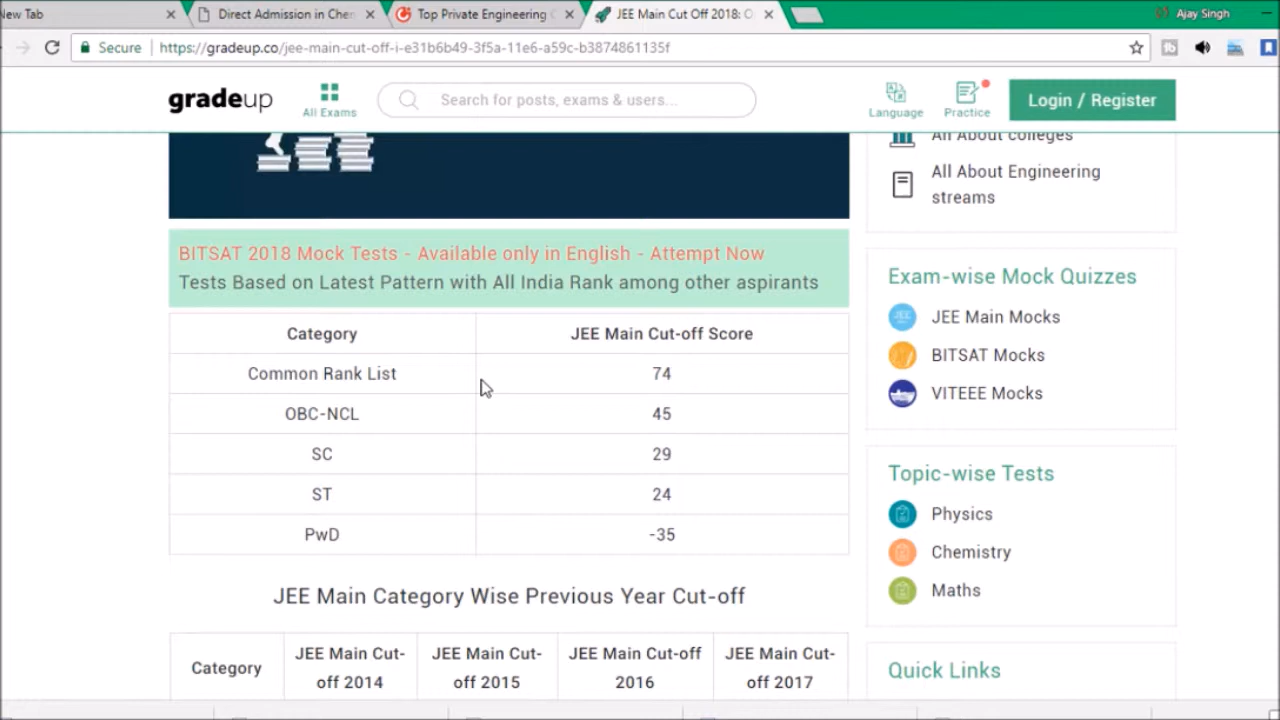 New Tab
Direct Admission in Chen
Top Private Engineering C
JEE Main Cut Off 2018: O
Ajay Singh
Secure
https://gradeup.co/jee-main-cut-off-i-e31b6b49-3f5a-11e6-a59c-b3874861135f
gradeup
All Exams
Search for posts, exams & users...
Language
Practice
Login / Register
JEE
All About colleges
All About Engineering
streams
BITSAT 2018 Mock Tests - Available only in English - Attempt Now
Tests Based on Latest Pattern with All India Rank among other aspirants
Category JEE Main Cut-off Score
Common Rank List 74
OBC-NCL 45
SC 29
ST 24
PwD -35
Exam-wise Mock Quizzes
JEE Main Mocks
BITSAT Mocks
VITEEE Mocks
Topic-wise Tests
Physics
Chemistry
Maths
JEE Main Category Wise Previous Year Cut-off
Category
JEE Main Cut-
off 2014
JEE Main Cut-
off 2015
JEE Main Cut-off
2016
JEE Main Cut-
off 2017
Quick Links